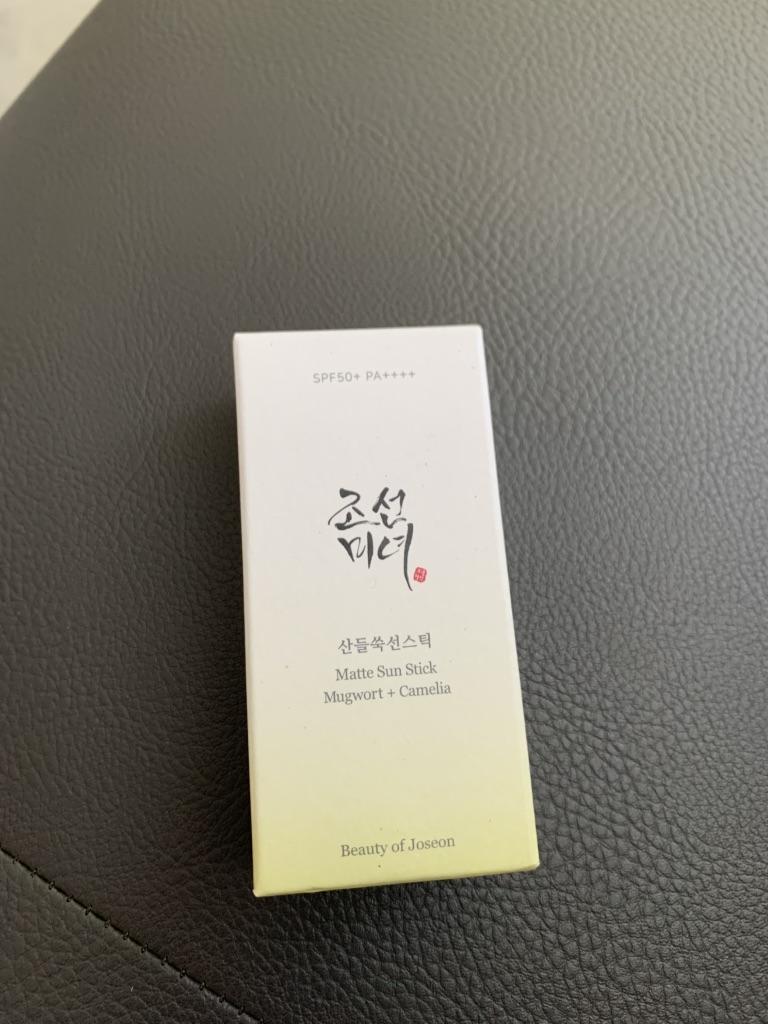 SPF50+ PA++++
조선
미녀
산들쑥선스틱
Matte Sun Stick
Mugwort + Camelia
Beauty of Joseon